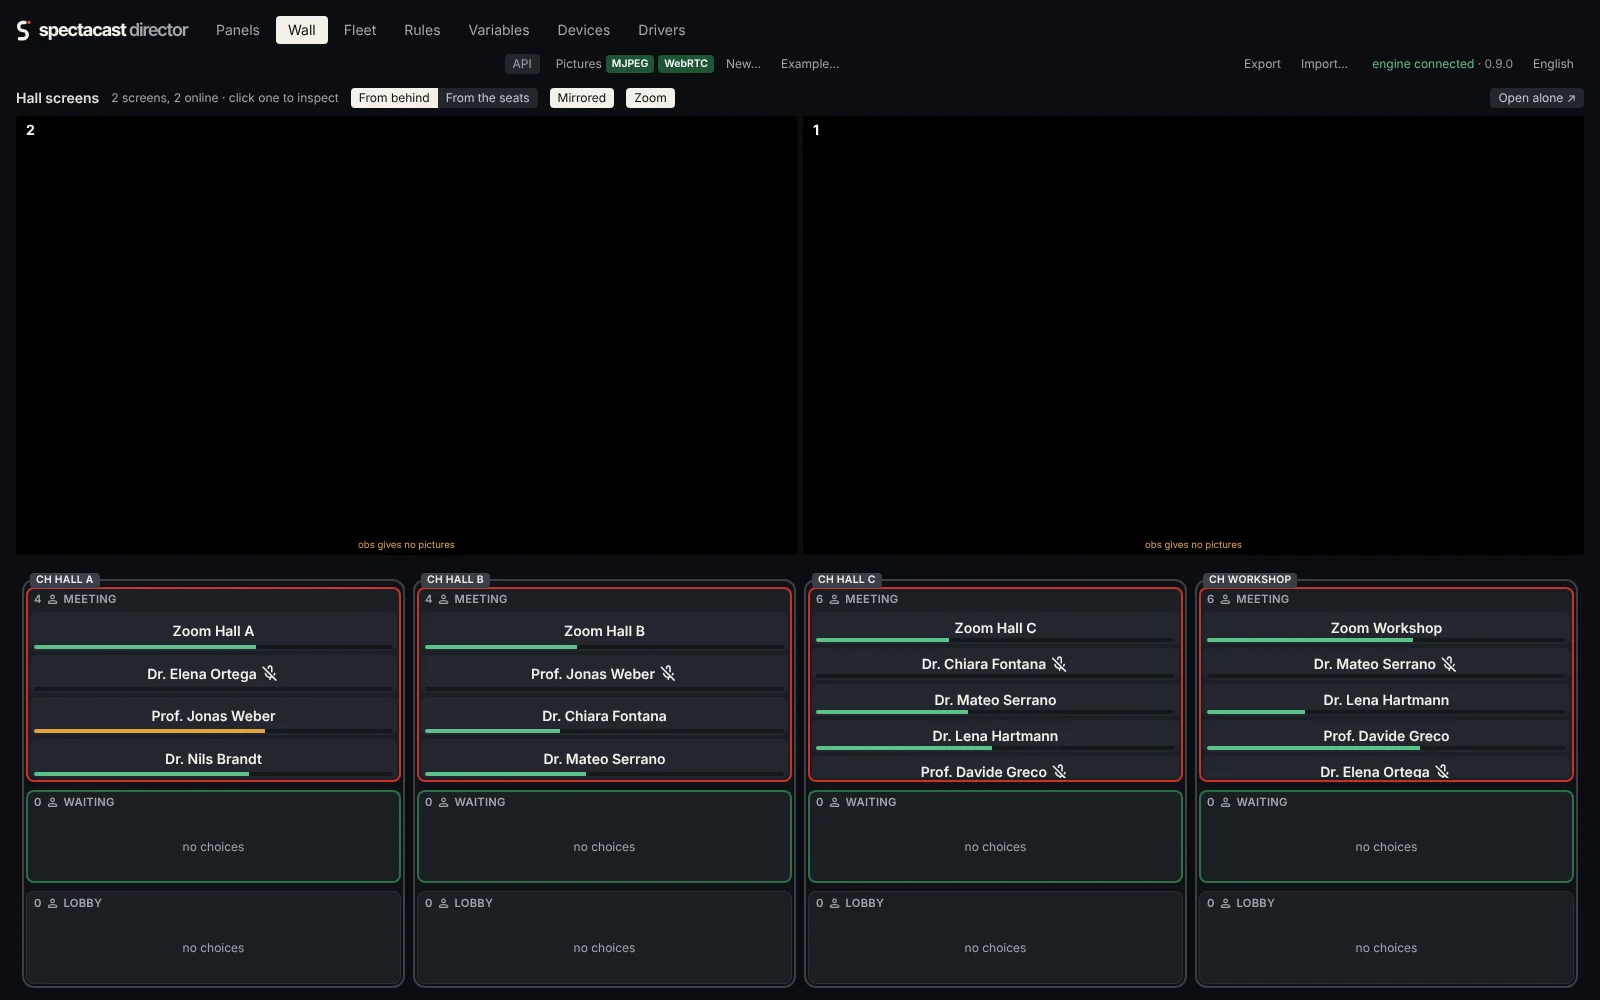 spectacast director Panels Wall Fleet Rules Variables Devices Drivers
API Pictures MJPEG WebRTC New... Example... Export Import... engine connected · 0.9.0 English
Hall screens 2 screens, 2 online · click one to inspect From behind From the seats Mirrored Zoom Open alone ↗
2 1
obs gives no pictures obs gives no pictures
CH HALL A
4 MEETING
Zoom Hall A
Dr. Elena Ortega
Prof. Jonas Weber
Dr. Nils Brandt
0 WAITING
no choices
0 LOBBY
no choices
CH HALL B
4 MEETING
Zoom Hall B
Prof. Jonas Weber
Dr. Chiara Fontana
Dr. Mateo Serrano
0 WAITING
no choices
0 LOBBY
no choices
CH HALL C
6 MEETING
Zoom Hall C
Dr. Chiara Fontana
Dr. Mateo Serrano
Dr. Lena Hartmann
Prof. Davide Greco
0 WAITING
no choices
0 LOBBY
no choices
CH WORKSHOP
6 MEETING
Zoom Workshop
Dr. Mateo Serrano
Dr. Lena Hartmann
Prof. Davide Greco
Dr. Elena Ortega
0 WAITING
no choices
0 LOBBY
no choices